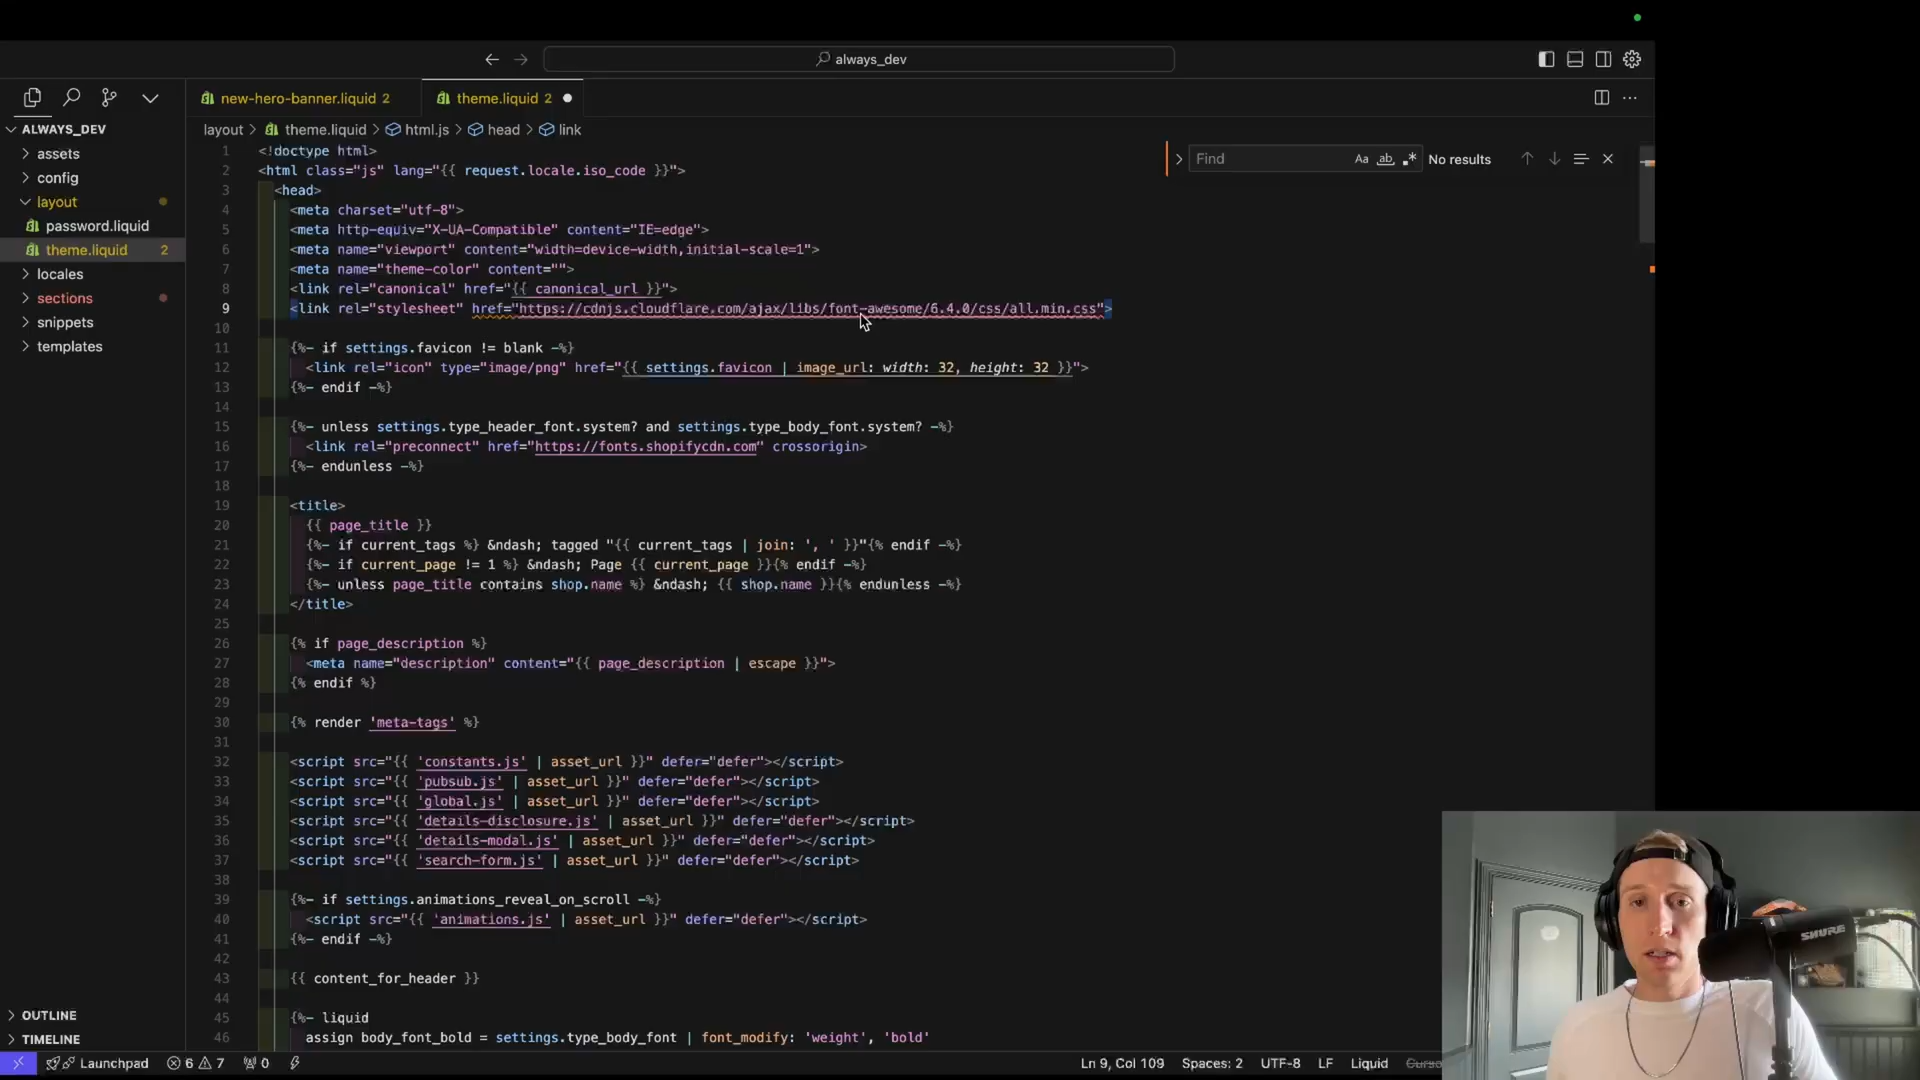 always_dev
new-hero-banner.liquid 2
theme.liquid 2
ALWAYS_DEV
layout > theme.liquid > html.js > head > link
assets
config
layout
password.liquid
theme.liquid 2
locales
sections
snippets
templates
Find
Aa ab .* No results
1 <!doctype html>
2 <html class="js" lang="{{ request.locale.iso_code }}">
3 <head>
4 <meta charset="utf-8">
5 <meta http-equiv="X-UA-Compatible" content="IE=edge">
6 <meta name="viewport" content="width=device-width,initial-scale=1">
7 <meta name="theme-color" content="">
8 <link rel="canonical" href="{{ canonical_url }}">
9 <link rel="stylesheet" href="https://cdnjs.cloudflare.com/ajax/libs/font-awesome/6.4.0/css/all.min.css">
10
11 {%- if settings.favicon != blank -%}
12 <link rel="icon" type="image/png" href="{{ settings.favicon | image_url: width: 32, height: 32 }}">
13 {%- endif -%}
14
15 {%- unless settings.type_header_font.system? and settings.type_body_font.system? -%}
16 <link rel="preconnect" href="https://fonts.shopifycdn.com" crossorigin>
17 {%- endunless -%}
18
19 <title>
20 {{ page_title }}
21 {%- if current_tags %} &ndash; tagged "{{ current_tags | join: ', ' }}"{% endif -%}
22 {%- if current_page != 1 %} &ndash; Page {{ current_page }}{% endif -%}
23 {%- unless page_title contains shop.name %} &ndash; {{ shop.name }}{% endunless -%}
24 </title>
25
26 {% if page_description %}
27 <meta name="description" content="{{ page_description | escape }}">
28 {% endif %}
29
30 {% render 'meta-tags' %}
31
32 <script src="{{ 'constants.js' | asset_url }}" defer="defer"></script>
33 <script src="{{ 'pubsub.js' | asset_url }}" defer="defer"></script>
34 <script src="{{ 'global.js' | asset_url }}" defer="defer"></script>
35 <script src="{{ 'details-disclosure.js' | asset_url }}" defer="defer"></script>
36 <script src="{{ 'details-modal.js' | asset_url }}" defer="defer"></script>
37 <script src="{{ 'search-form.js' | asset_url }}" defer="defer"></script>
38
39 {%- if settings.animations_reveal_on_scroll -%}
40 <script src="{{ 'animations.js' | asset_url }}" defer="defer"></script>
41 {%- endif -%}
42
43 {{ content_for_header }}
44
45 {%- liquid
46 assign body_font_bold = settings.type_body_font | font_modify: 'weight', 'bold'
SHURE
OUTLINE
TIMELINE
Launchpad 6 7 0
Ln 9, Col 109 Spaces: 2 UTF-8 LF Liquid